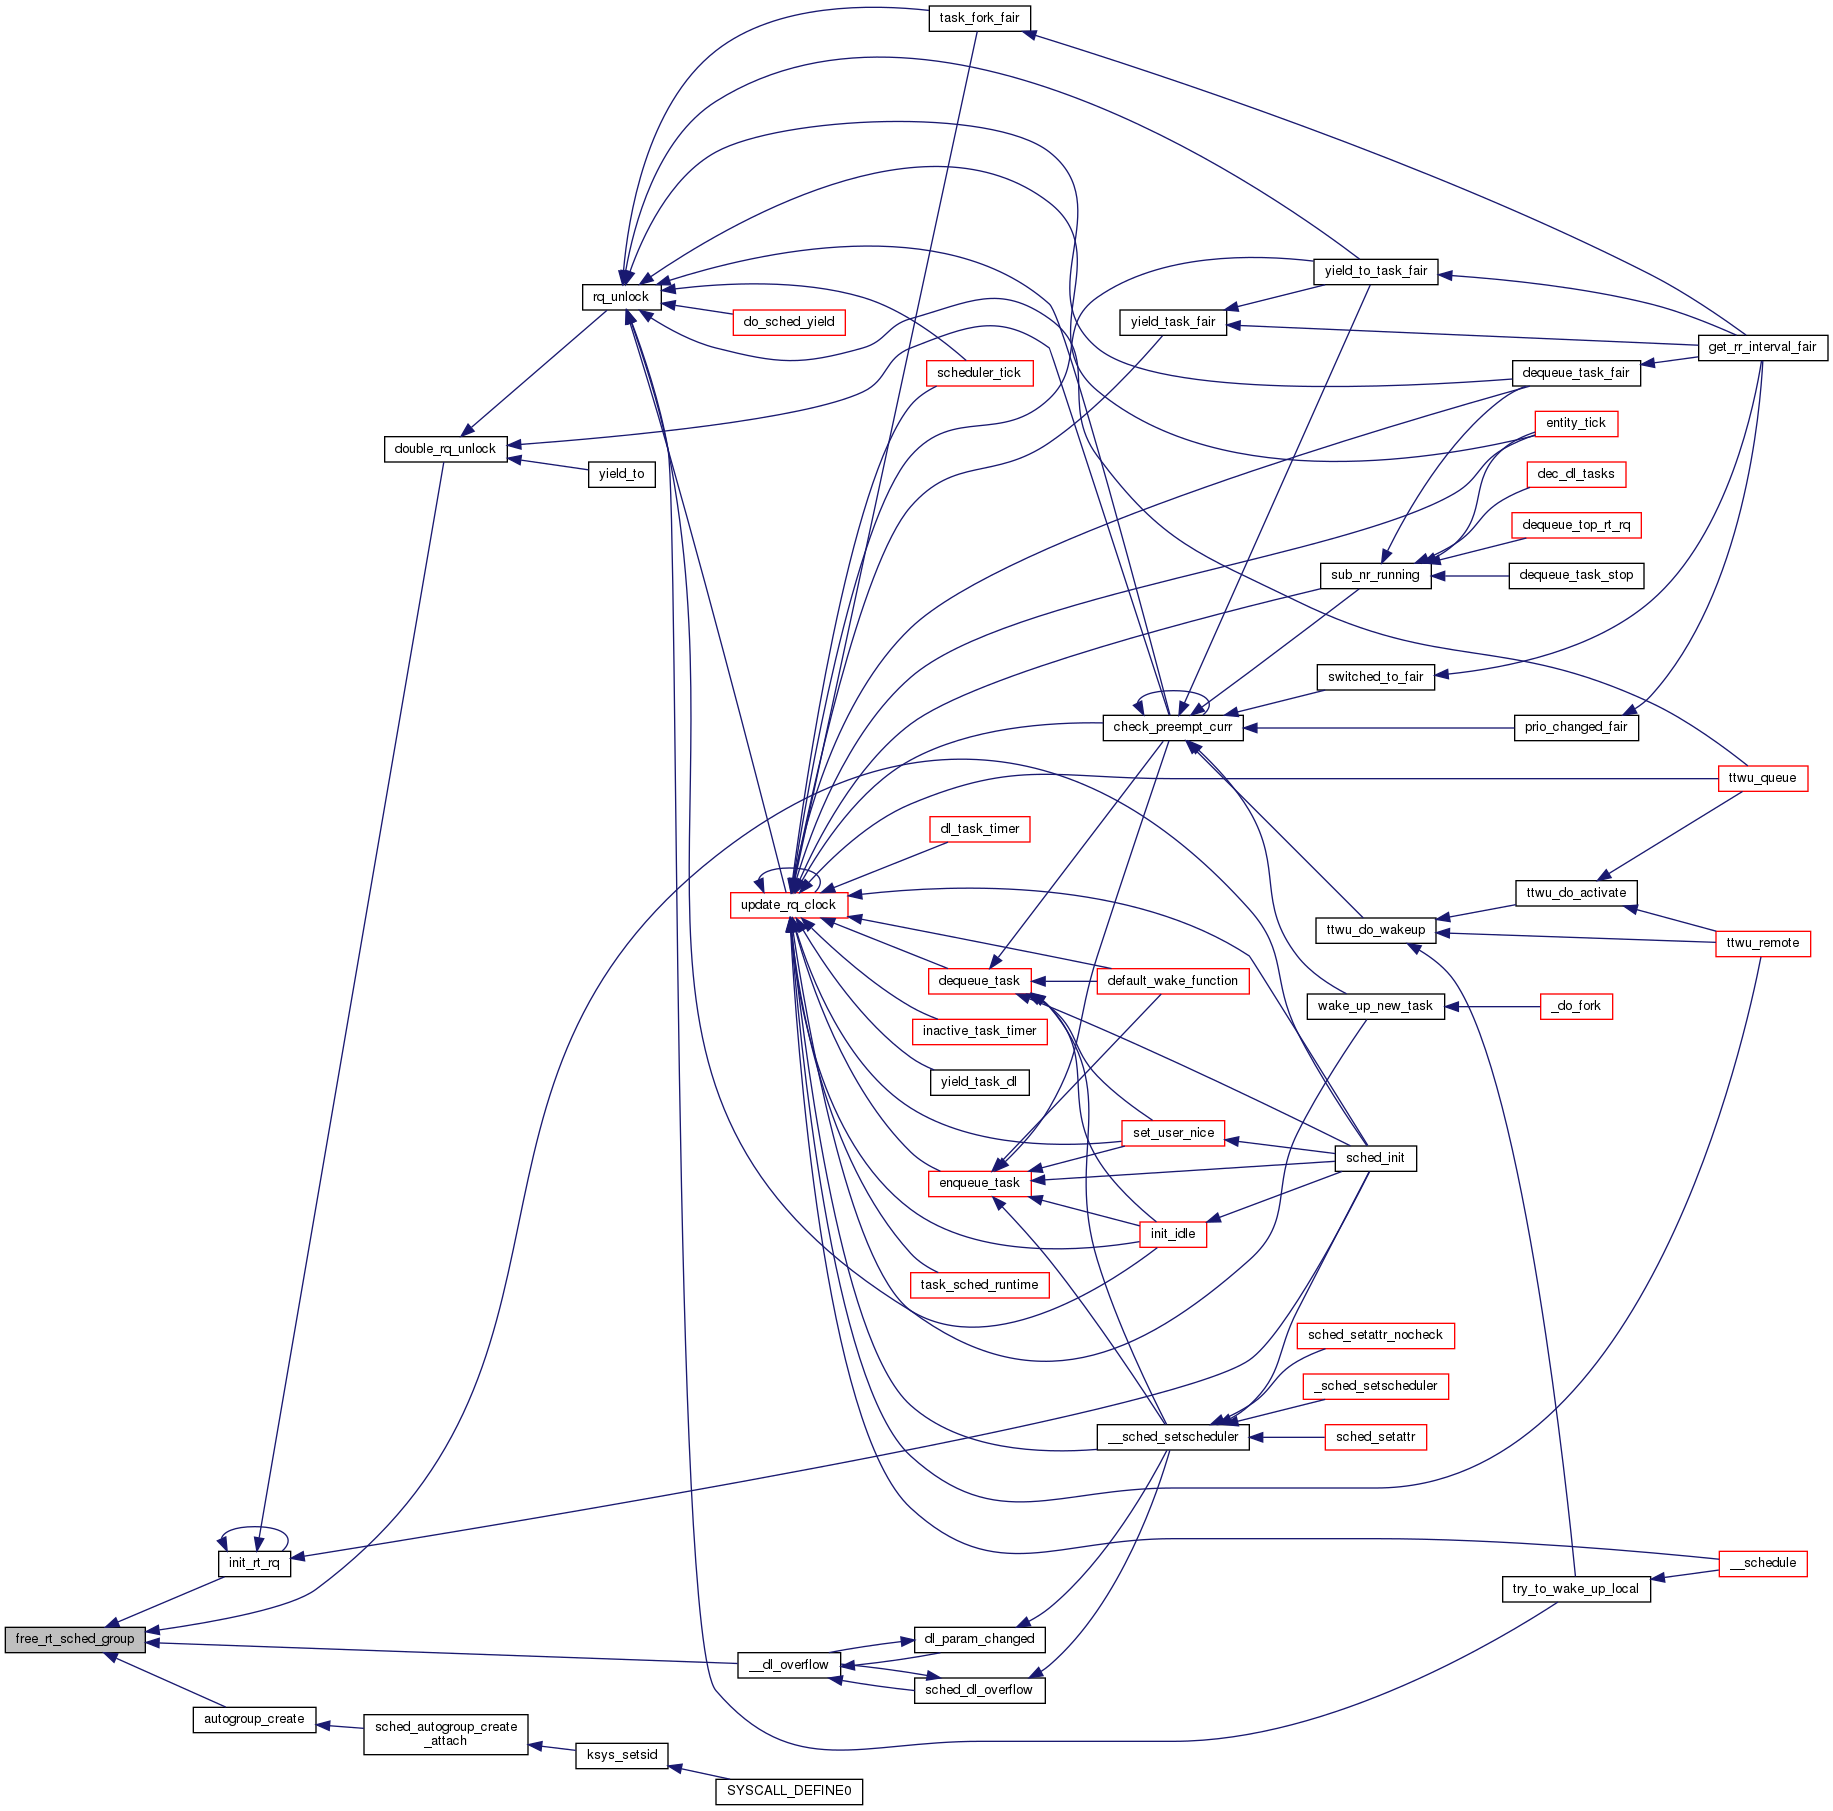 task_fork_fair
yield_to_task_fair
rq_unlock
do_sched_yield
yield_task_fair
get_rr_interval_fair
scheduler_tick
dequeue_task_fair
entity_tick
double_rq_unlock
yield_to
dec_dl_tasks
dequeue_top_rt_rq
sub_nr_running
dequeue_task_stop
switched_to_fair
check_preempt_curr
prio_changed_fair
ttwu_queue
dl_task_timer
update_rq_clock
ttwu_do_activate
ttwu_do_wakeup
ttwu_remote
dequeue_task
default_wake_function
wake_up_new_task
_do_fork
inactive_task_timer
yield_task_dl
set_user_nice
sched_init
enqueue_task
init_idle
task_sched_runtime
sched_setattr_nocheck
_sched_setscheduler
__sched_setscheduler
sched_setattr
init_rt_rq
__schedule
try_to_wake_up_local
free_rt_sched_group
dl_param_changed
__dl_overflow
sched_dl_overflow
autogroup_create
sched_autogroup_create
_attach
ksys_setsid
SYSCALL_DEFINE0